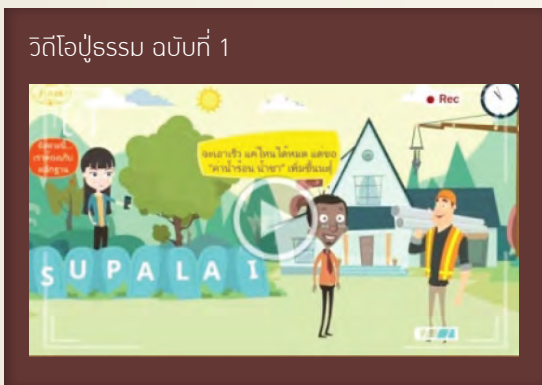 วิดีโอปู่ธรรม ฉบับที่ 1
Rec
จะเอาเร็ว แค่ไหนได้หมด แต่ขอ
"ค่าน้ำร้อน น้ำชา" เพิ่มขึ้นนะคุ่
SUPALAI